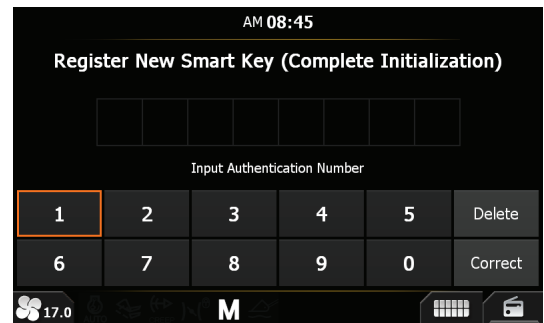 AM 08:45
Register New Smart Key (Complete Initialization)
Input Authentication Number
1 2 3 4 5 Delete
6 7 8 9 0 Correct
17.0 M